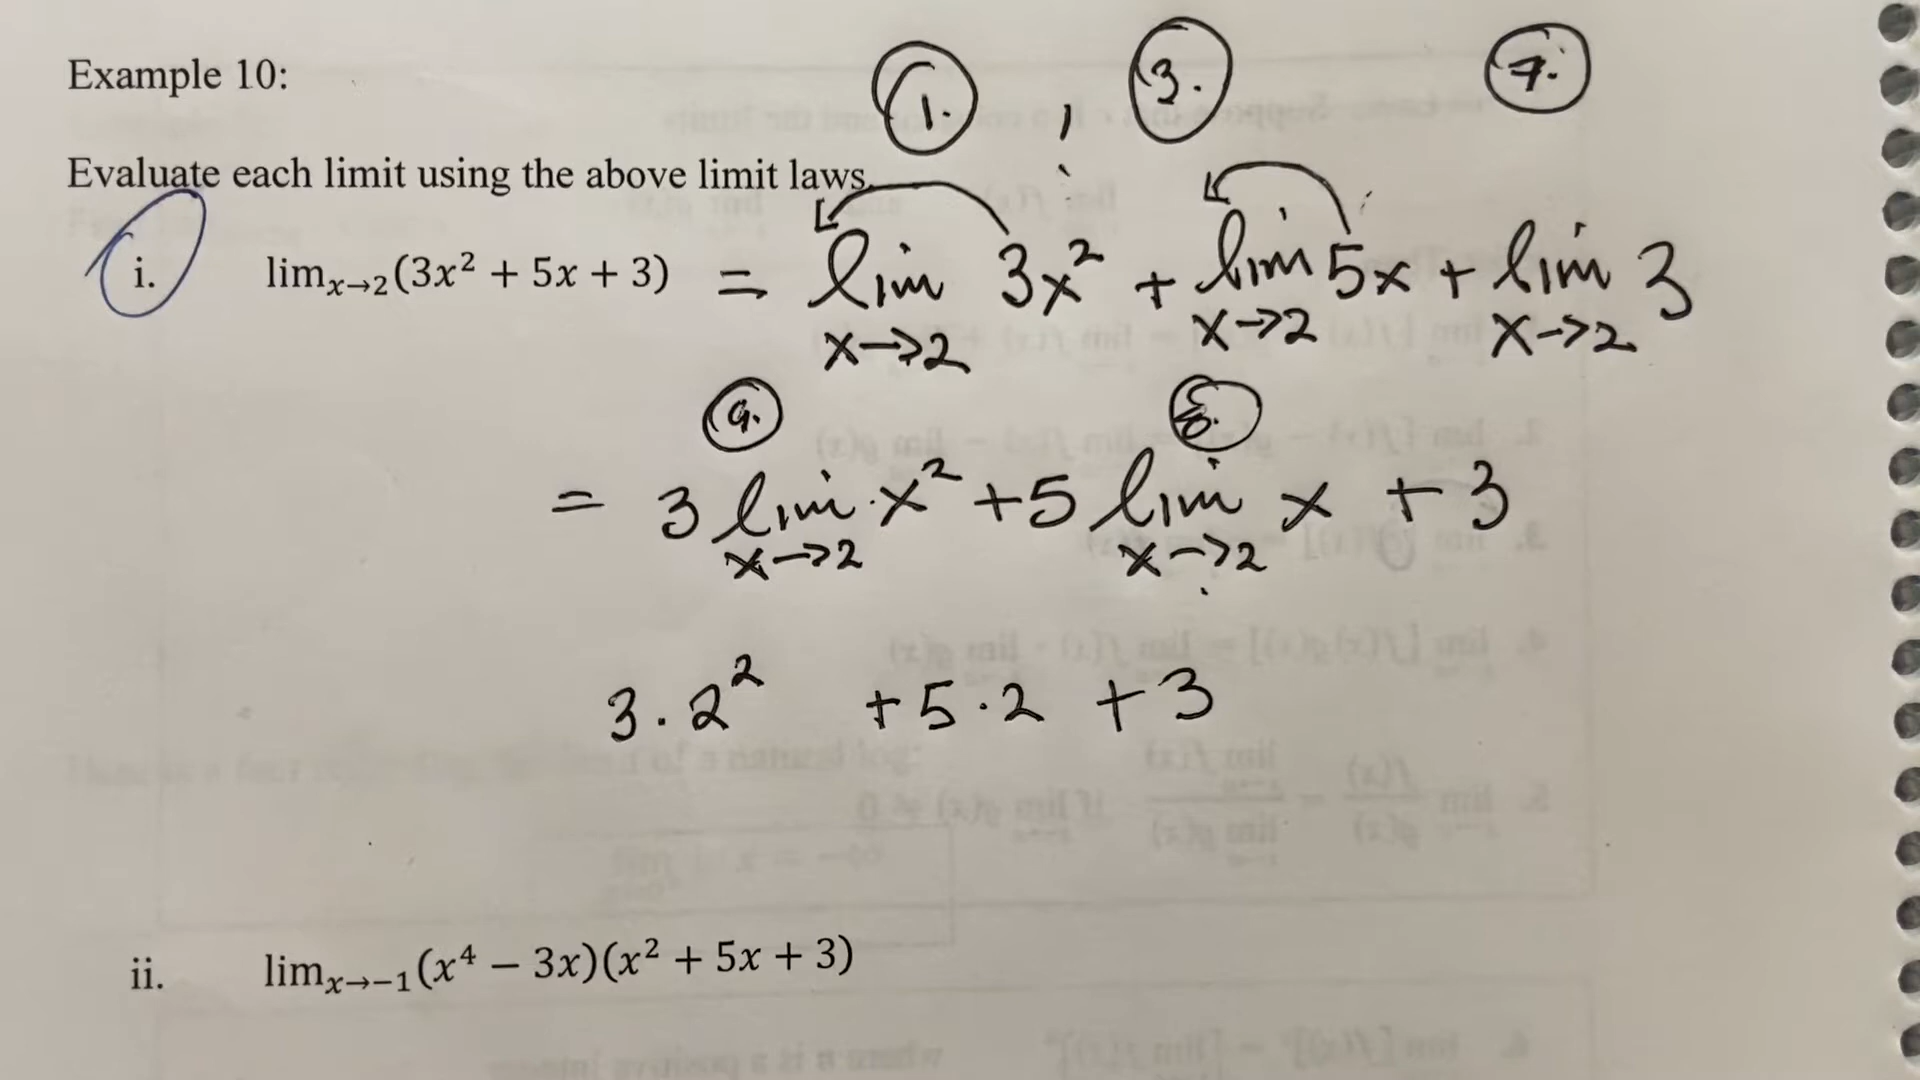 Example 10:
1. , 3. 7.
Evaluate each limit using the above limit laws.
i. limₓ→₂(3x² + 5x + 3) = lim x→2 3x² + lim x→2 5x + lim x→2 3
9. 8.
= 3 lim x→2 x² + 5 lim x→2 x + 3
3 · 2² + 5 · 2 + 3
ii. limₓ→₋₁(x⁴ − 3x)(x² + 5x + 3)